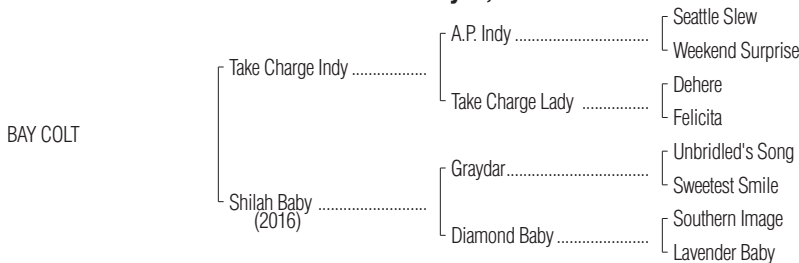 Seattle Slew
A.P. Indy
Weekend Surprise
Take Charge Indy
Dehere
Take Charge Lady
Felicita
BAY COLT
Unbridled's Song
Graydar
Sweetest Smile
Shilah Baby
(2016)
Southern Image
Diamond Baby
Lavender Baby